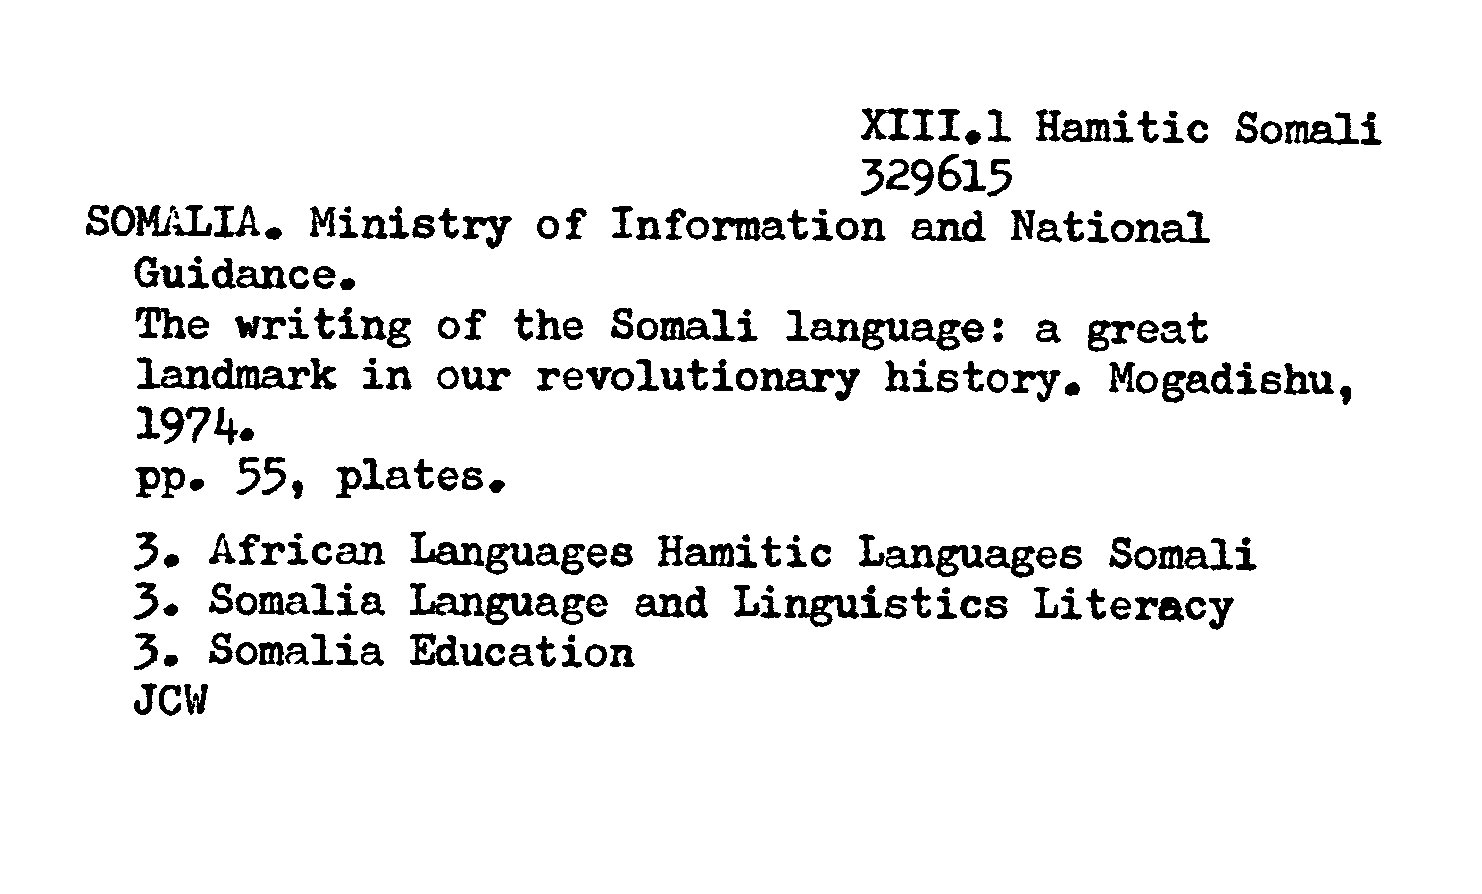 XIII.1 Hamitic Somali
329615
SOMALIA. Ministry of Information and National
Guidance.
The writing of the Somali language: a great
landmark in our revolutionary history. Mogadishu,
1974.
pp. 55, plates.
3. African Languages Hamitic Languages Somali
3. Somalia Language and Linguistics Literacy
3. Somalia Education
JCW